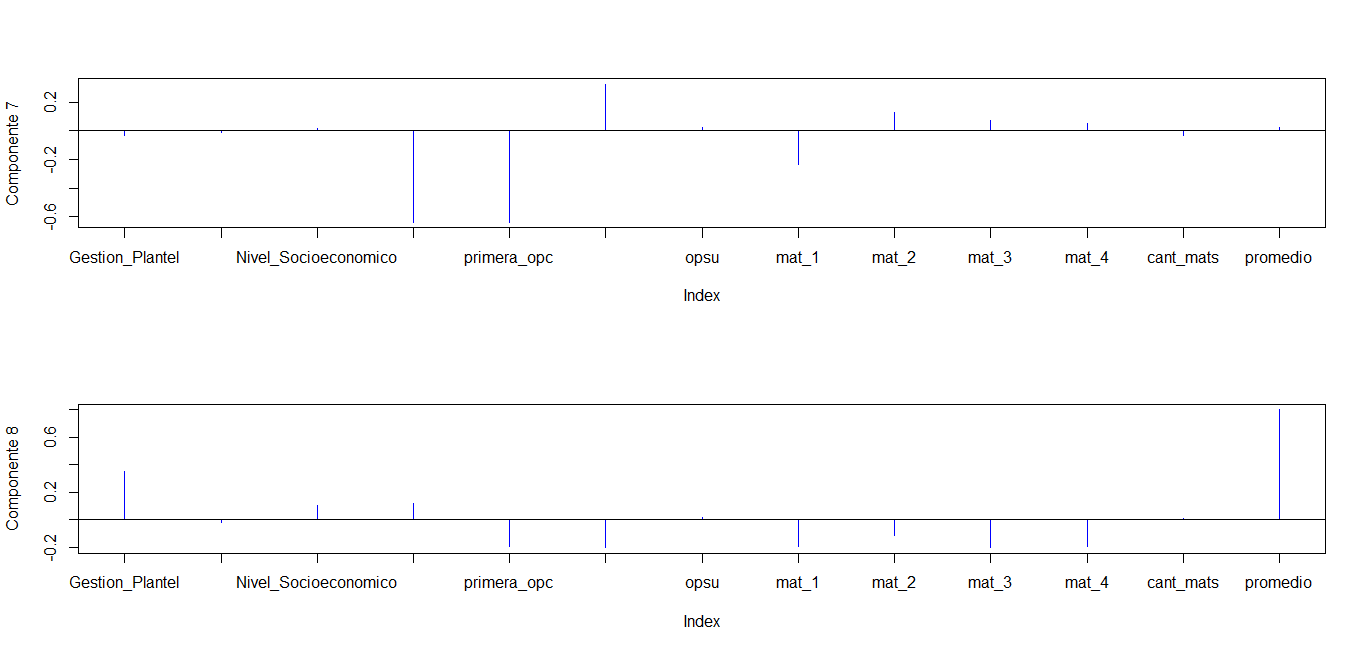 Componente 7
0.2
-0.2
-0.6
Gestion_Plantel Nivel_Socioeconomico primera_opc opsu mat_1 mat_2 mat_3 mat_4 cant_mats promedio
Index
Componente 8
0.6
0.2
-0.2
Gestion_Plantel Nivel_Socioeconomico primera_opc opsu mat_1 mat_2 mat_3 mat_4 cant_mats promedio
Index